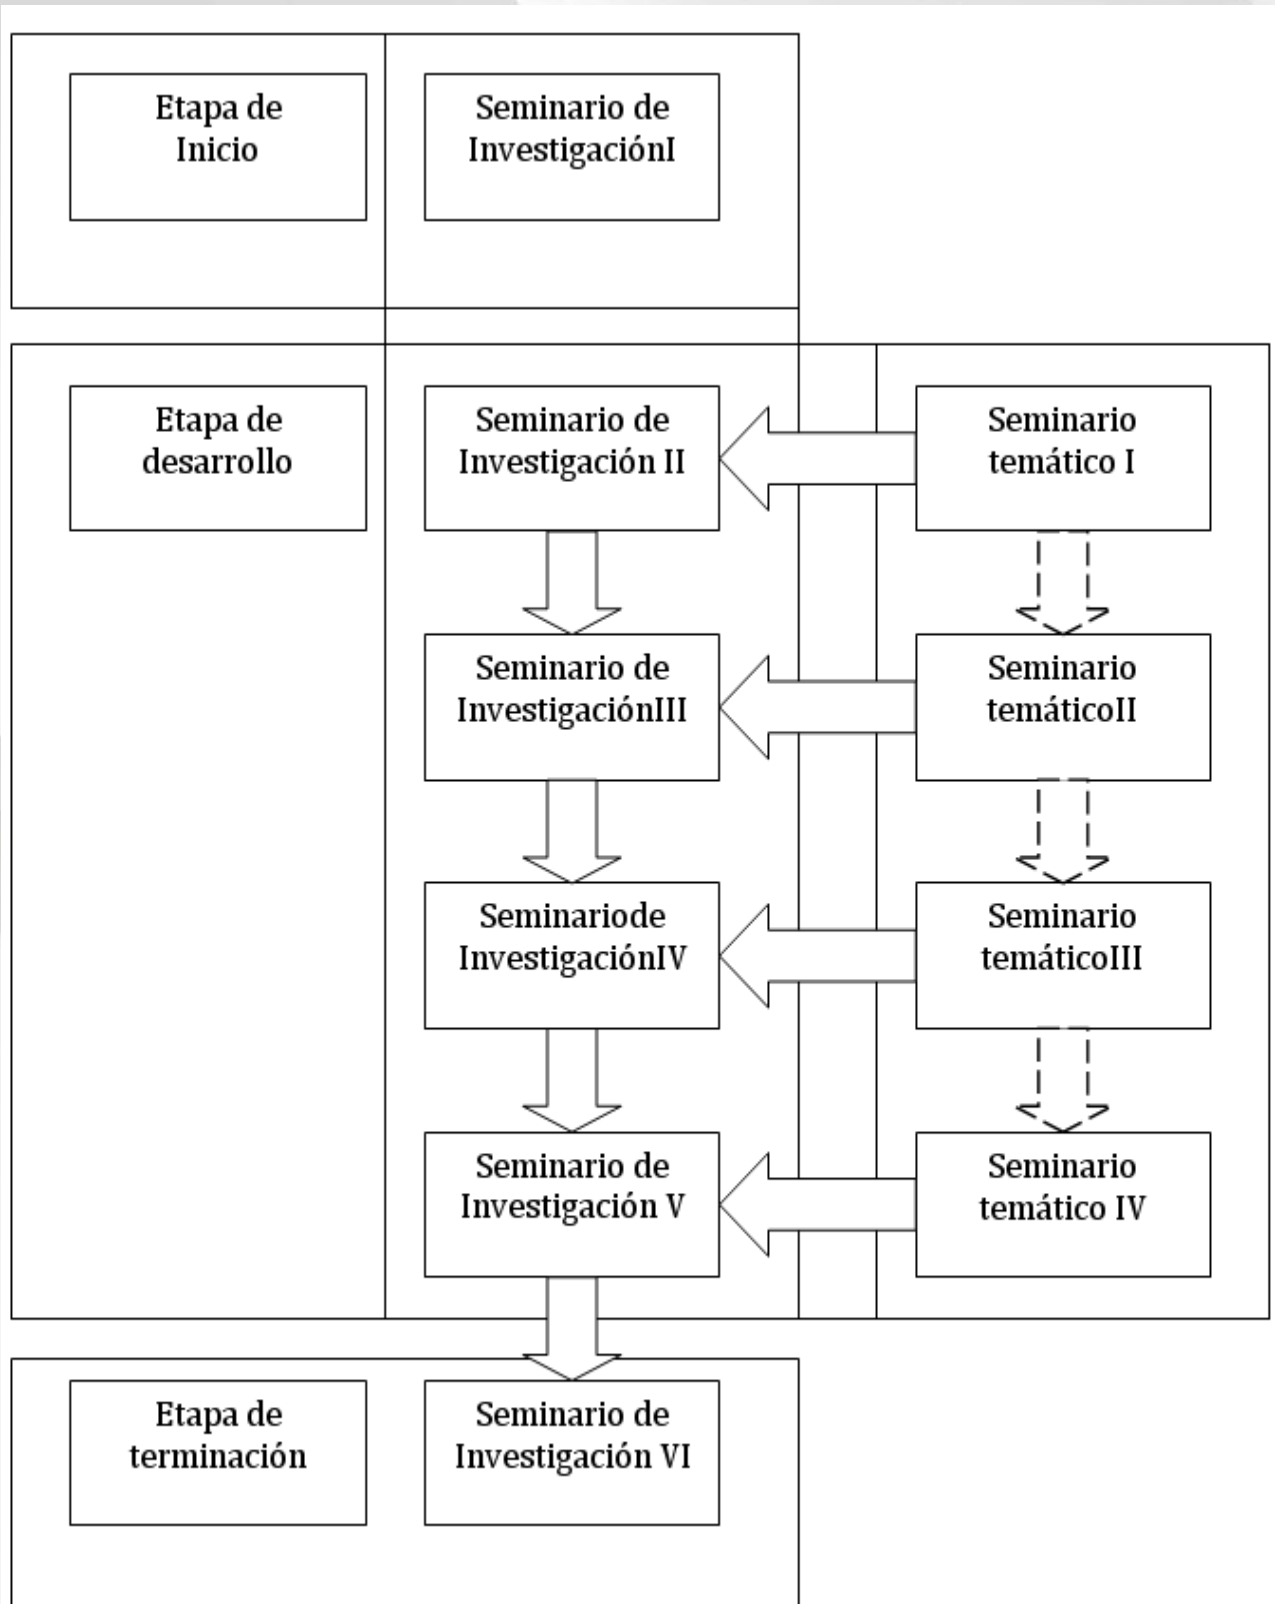 Etapa de
Inicio
Seminario de
InvestigaciónI
Etapa de
desarrollo
Seminario de
Investigación II
Seminario
temático I
Seminario de
InvestigaciónIII
Seminario
temáticoII
Seminariode
InvestigaciónIV
Seminario
temáticoIII
Seminario de
Investigación V
Seminario
temático IV
Etapa de
terminación
Seminario de
Investigación VI